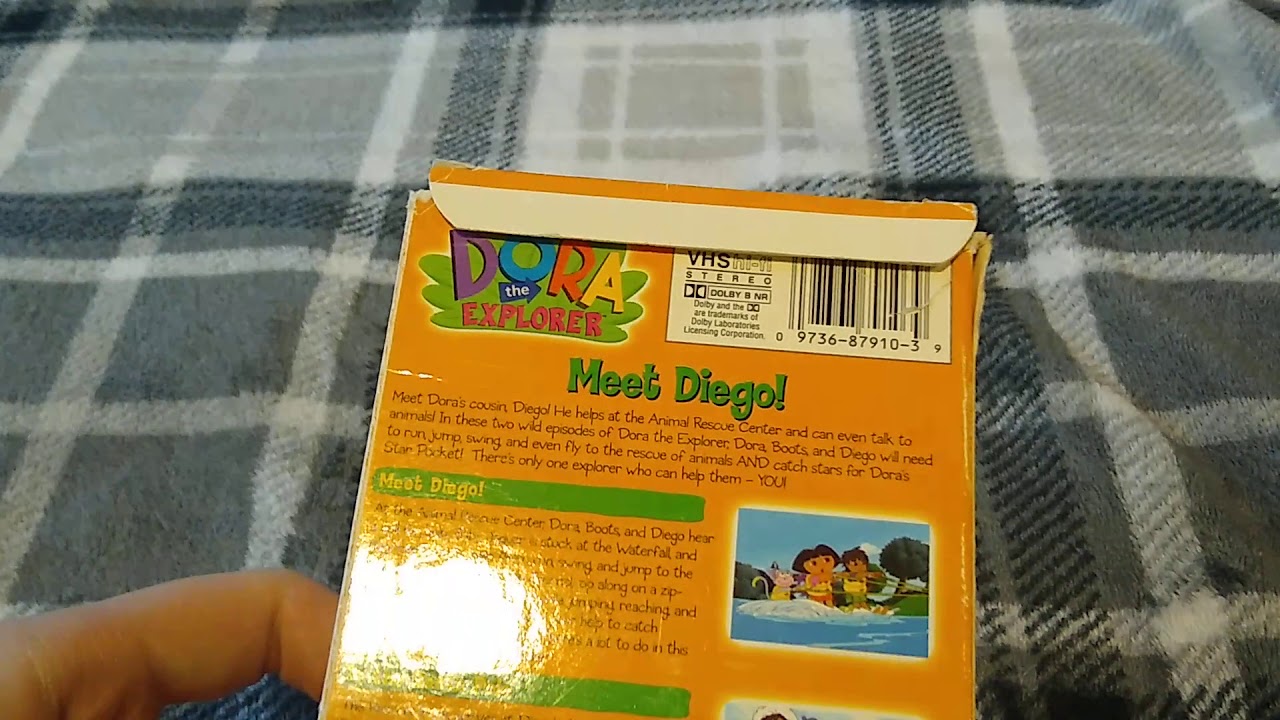 DORA
the
EXPLORER
VHS hi-fi
STEREO
DOLBY B NR
Dolby and the
are trademarks of
Dolby Laboratories
Licensing Corporation.
0 9736-87910-3 9
Meet Diego!
Meet Dora's cousin, Diego! He helps at the Animal Rescue Center and can even talk to
animals! In these two wild episodes of Dora the Explorer, Dora, Boots, and Diego will need
to run, jump, swing, and even fly to the rescue of animals AND catch stars for Dora's
Star Pocket! There's only one explorer who can help them – YOU!
Meet Diego!
At the Animal Rescue Center, Dora, Boots, and Diego hear
is stuck at the Waterfall, and
swing, and jump to the
along on a zip-
jumping, reaching, and
help to catch
a lot to do in this